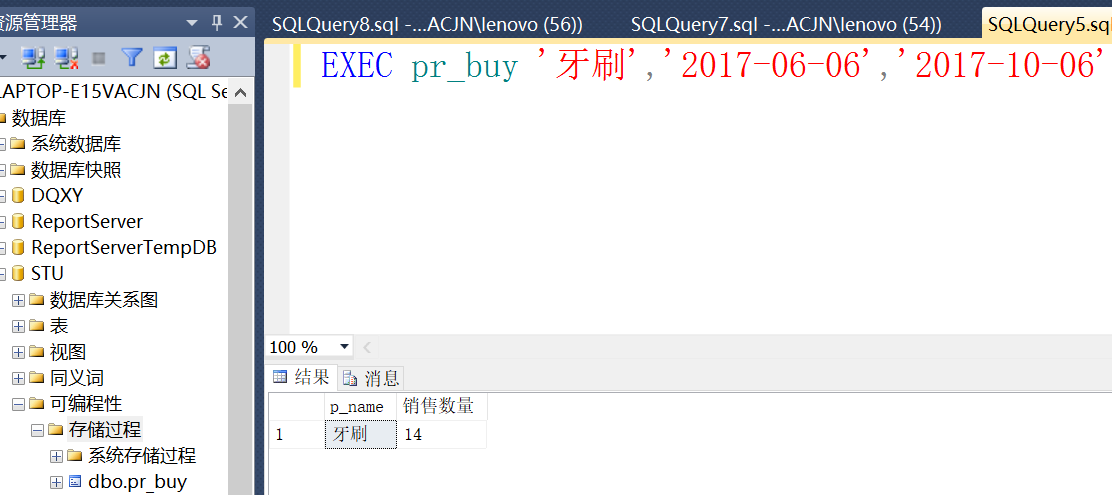 资源管理器
SQLQuery8.sql -...ACJN\lenovo (56))
SQLQuery7.sql -...ACJN\lenovo (54))
SQLQuery5.sql
EXEC pr_buy '牙刷','2017-06-06','2017-10-06'
LAPTOP-E15VACJN (SQL Se
数据库
系统数据库
数据库快照
DQXY
ReportServer
ReportServerTempDB
STU
数据库关系图
表
视图
同义词
可编程性
存储过程
系统存储过程
dbo.pr_buy
100 %
结果
消息
p_name 销售数量
1 牙刷 14